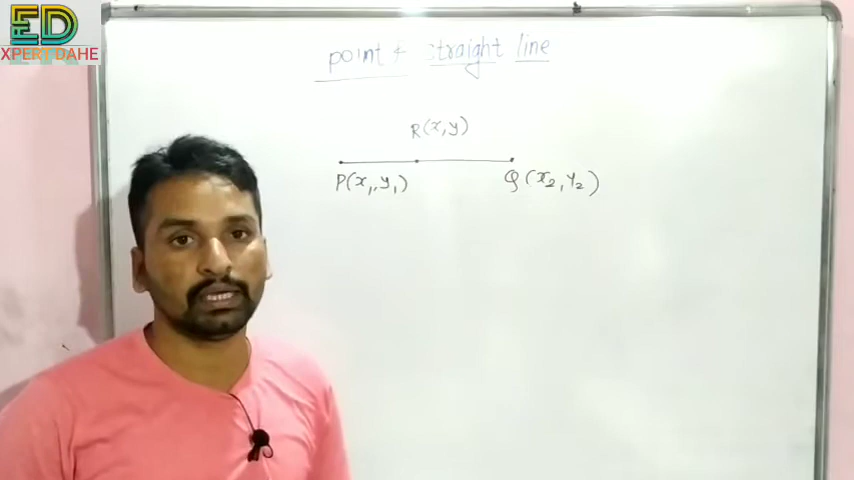 ED
XPERT DAHE
point & straight line
R(x,y)
P(x₁,y₁)
Q(x₂,y₂)